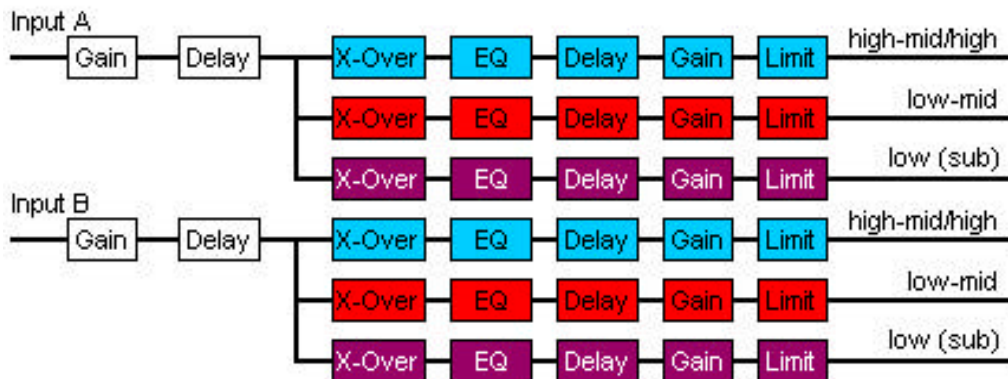 Input A
Gain Delay X-Over EQ Delay Gain Limit high-mid/high
X-Over EQ Delay Gain Limit low-mid
X-Over EQ Delay Gain Limit low (sub)
Input B
Gain Delay X-Over EQ Delay Gain Limit high-mid/high
X-Over EQ Delay Gain Limit low-mid
X-Over EQ Delay Gain Limit low (sub)